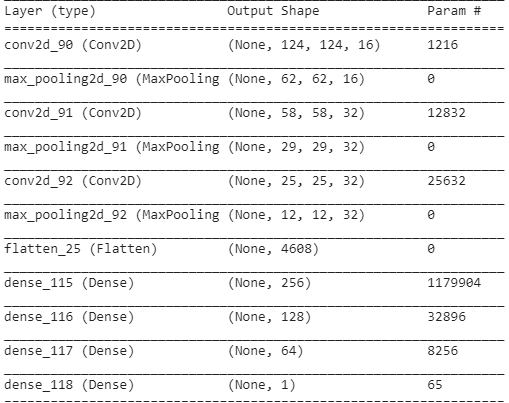 Layer (type) Output Shape Param #
=================================================================
conv2d_90 (Conv2D) (None, 124, 124, 16) 1216
_________________________________________________________________
max_pooling2d_90 (MaxPooling (None, 62, 62, 16) 0
_________________________________________________________________
conv2d_91 (Conv2D) (None, 58, 58, 32) 12832
_________________________________________________________________
max_pooling2d_91 (MaxPooling (None, 29, 29, 32) 0
_________________________________________________________________
conv2d_92 (Conv2D) (None, 25, 25, 32) 25632
_________________________________________________________________
max_pooling2d_92 (MaxPooling (None, 12, 12, 32) 0
_________________________________________________________________
flatten_25 (Flatten) (None, 4608) 0
_________________________________________________________________
dense_115 (Dense) (None, 256) 1179904
_________________________________________________________________
dense_116 (Dense) (None, 128) 32896
_________________________________________________________________
dense_117 (Dense) (None, 64) 8256
_________________________________________________________________
dense_118 (Dense) (None, 1) 65
=================================================================